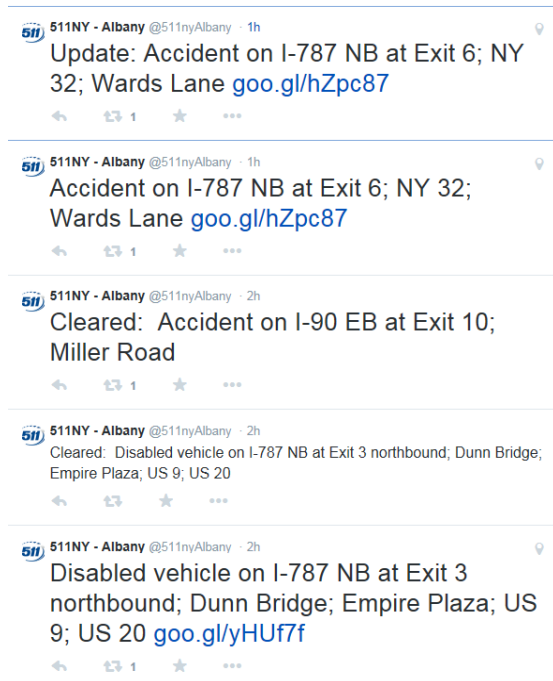 511 511NY - Albany @511nyAlbany · 1h
Update: Accident on I-787 NB at Exit 6; NY
32; Wards Lane goo.gl/hZpc87
1
511 511NY - Albany @511nyAlbany · 1h
Accident on I-787 NB at Exit 6; NY 32;
Wards Lane goo.gl/hZpc87
1
511 511NY - Albany @511nyAlbany · 2h
Cleared:  Accident on I-90 EB at Exit 10;
Miller Road
1
511 511NY - Albany @511nyAlbany · 2h
Cleared:  Disabled vehicle on I-787 NB at Exit 3 northbound; Dunn Bridge;
Empire Plaza; US 9; US 20
511 511NY - Albany @511nyAlbany · 2h
Disabled vehicle on I-787 NB at Exit 3
northbound; Dunn Bridge; Empire Plaza; US
9; US 20 goo.gl/yHUf7f
1